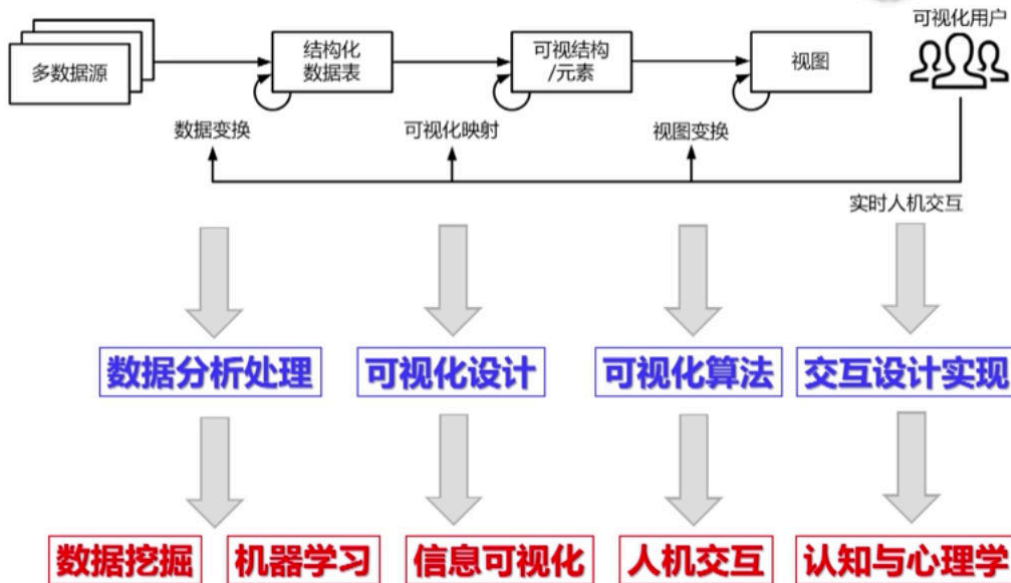 可视化用户
多数据源
结构化
数据表
可视结构
/元素
视图
数据变换
可视化映射
视图变换
实时人机交互
数据分析处理
可视化设计
可视化算法
交互设计实现
数据挖掘
机器学习
信息可视化
人机交互
认知与心理学